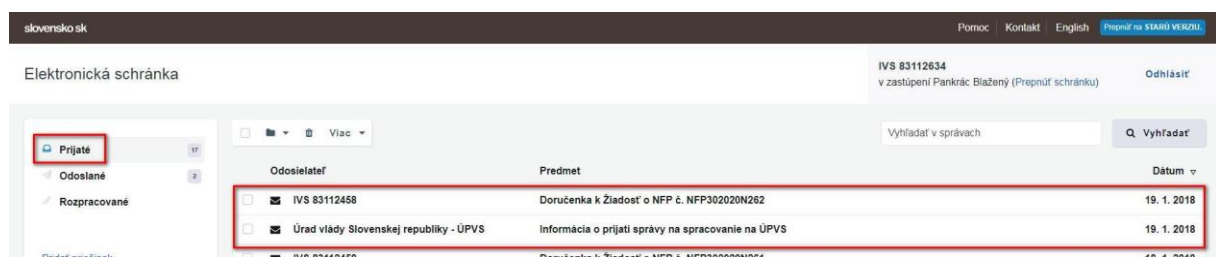 slovensko sk
Pomoc Kontakt English Prepnúť na STARÚ VERZIU.
Elektronická schránka
IVS 83112634
v zastúpení Pankrác Blažený (Prepnúť schránku)
Odhlásiť
Prijaté 17
Odoslané 2
Rozpracované
Viac
Vyhľadať v správach
Vyhľadať
Odosielateľ Predmet Dátum
IVS 83112458 Doručenka k Žiadosť o NFP č. NFP302020N262 19. 1. 2018
Úrad vlády Slovenskej republiky - ÚPVS Informácia o prijatí správy na spracovanie na ÚPVS 19. 1. 2018